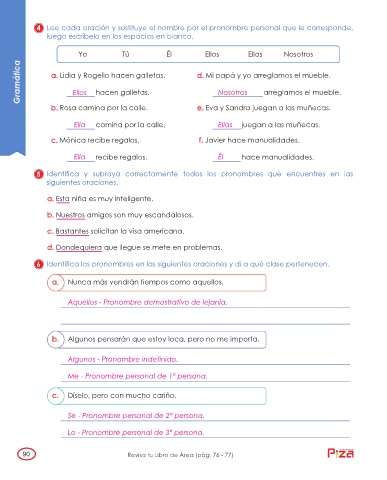 Gramática
4 Lee cada oración y sustituye el nombre por el pronombre personal que le corresponde,
luego escríbelo en los espacios en blanco.
Yo Tú Él Ellos Ellas Nosotros
a. Lidia y Rogelio hacen galletas.
Ellos hacen galletas.
b. Rosa camina por la calle.
Ella camina por la calle.
c. Mónica recibe regalos.
Ella recibe regalos.
d. Mi papá y yo arreglamos el mueble.
Nosotros arreglamos el mueble.
e. Eva y Sandra juegan a las muñecas.
Ellas juegan a las muñecas.
f. Javier hace manualidades.
Él hace manualidades.
5 Identifica y subraya correctamente todos los pronombres que encuentres en las
siguientes oraciones.
a. Esta niña es muy inteligente.
b. Nuestros amigos son muy escandalosos.
c. Bastantes solicitan la visa americana.
d. Dondequiera que llegue se mete en problemas.
6 Identifica los pronombres en las siguientes oraciones y di a qué clase pertenecen.
a. Nunca más vendrán tiempos como aquellos.
Aquellos - Pronombre demostrativo de lejanía.
b. Algunos pensarán que estoy loca, pero no me importa.
Algunos - Pronombre indefinido.
Me - Pronombre personal de 1ª persona.
c. Díselo, pero con mucho cariño.
Se - Pronombre personal de 2ª persona.
Lo - Pronombre personal de 3ª persona.
90
Revisa tu Libro de Área (pág. 76 - 77)